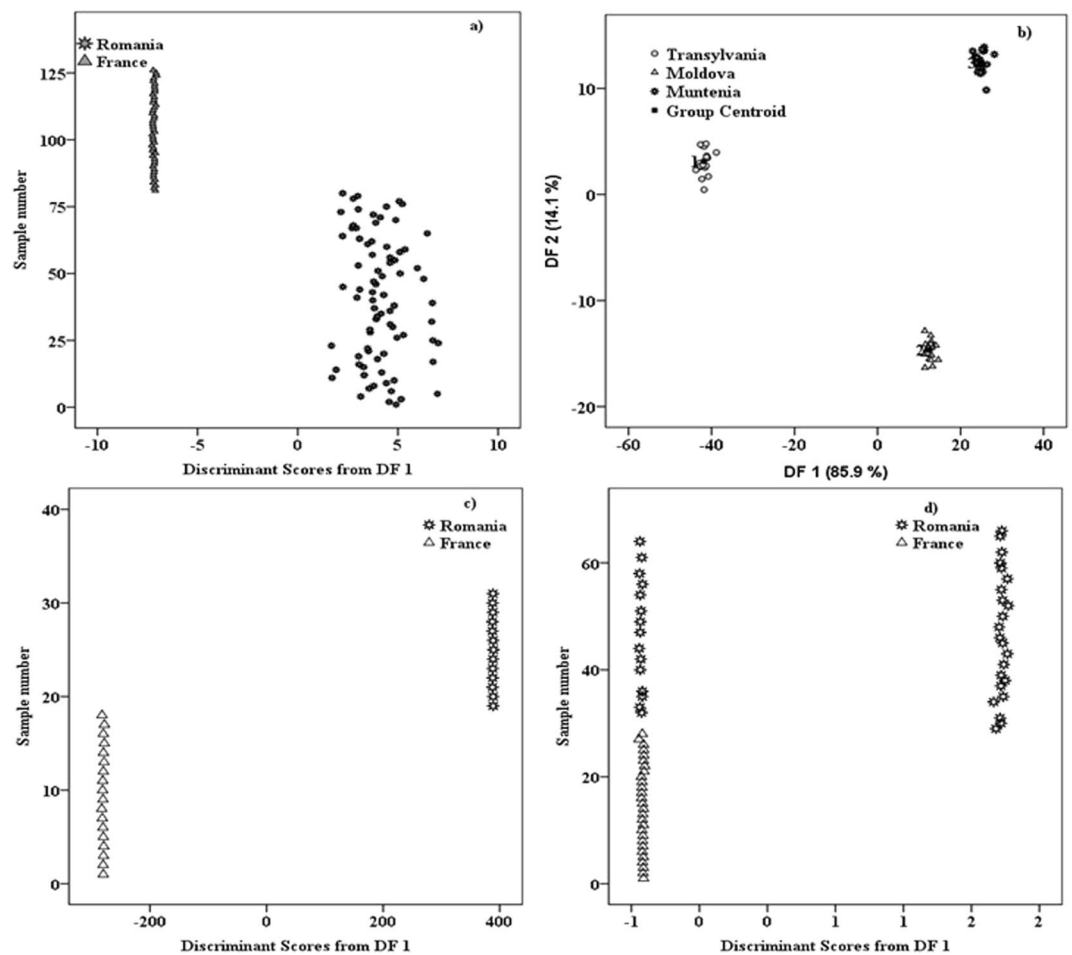 a)
Romania
France
125
100
75
50
25
0
Sample number
-10 -5 0 5 10
Discriminant Scores from DF 1
b)
Transylvania
Moldova
Muntenia
Group Centroid
10
0
-10
-20
DF 2 (14.1 %)
-60 -40 -20 0 20 40
DF 1 (85.9 %)
c)
Romania
France
40
30
20
10
0
Sample number
-200 0 200 400
Discriminant Scores from DF 1
d)
Romania
France
60
40
20
0
Sample number
-1 0 0 1 1 2 2
Discriminant Scores from DF 1